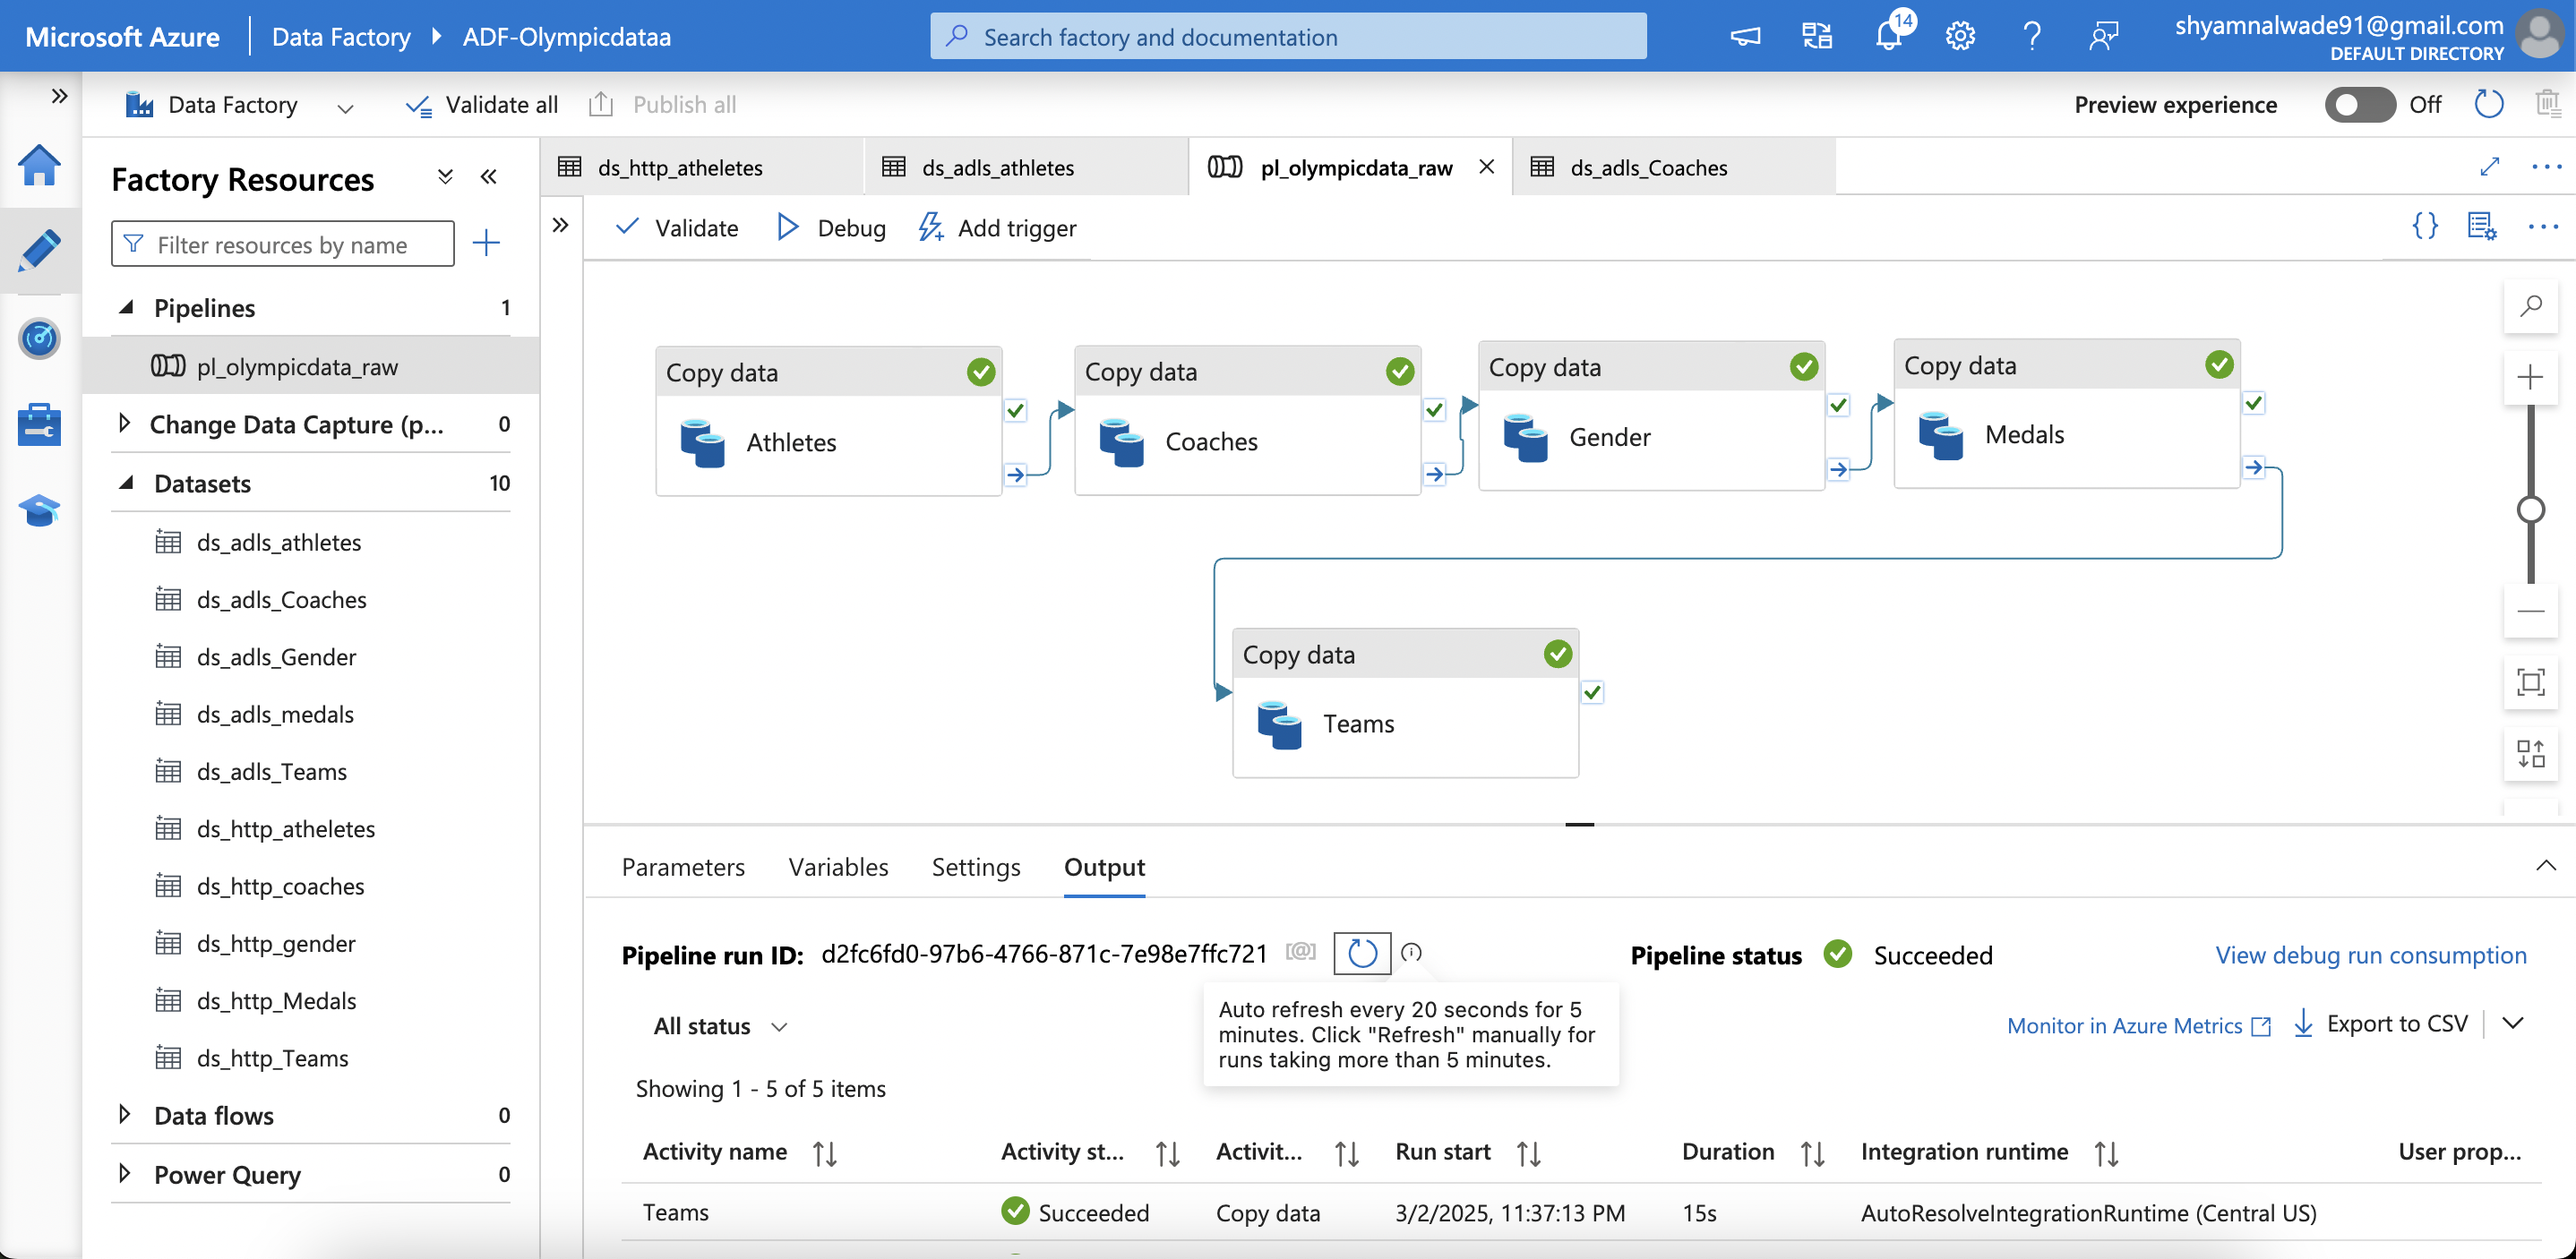 Microsoft Azure
Data Factory
ADF-Olympicdataa
Search factory and documentation
14
shyamnalwade91@gmail.com
DEFAULT DIRECTORY
Data Factory
Validate all
Publish all
Preview experience
Off
Factory Resources
Filter resources by name
Pipelines 1
pl_olympicdata_raw
Change Data Capture (p... 0
Datasets 10
ds_adls_athletes
ds_adls_Coaches
ds_adls_Gender
ds_adls_medals
ds_adls_Teams
ds_http_atheletes
ds_http_coaches
ds_http_gender
ds_http_Medals
ds_http_Teams
Data flows 0
Power Query 0
ds_http_atheletes
ds_adls_athletes
pl_olympicdata_raw
ds_adls_Coaches
Validate
Debug
Add trigger
Copy data
Athletes
Copy data
Coaches
Copy data
Gender
Copy data
Medals
Copy data
Teams
Parameters
Variables
Settings
Output
Pipeline run ID: d2fc6fd0-97b6-4766-871c-7e98e7ffc721 [@]
Pipeline status Succeeded
View debug run consumption
Auto refresh every 20 seconds for 5
minutes. Click "Refresh" manually for
runs taking more than 5 minutes.
All status
Monitor in Azure Metrics
Export to CSV
Showing 1 - 5 of 5 items
Activity name Activity st... Activit... Run start Duration Integration runtime User prop...
Teams Succeeded Copy data 3/2/2025, 11:37:13 PM 15s AutoResolveIntegrationRuntime (Central US)